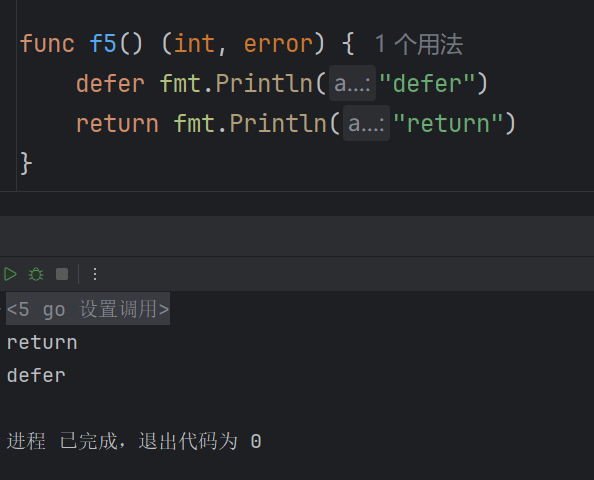 func f5() (int, error) { 1 个用法
defer fmt.Println(a...:"defer")
return fmt.Println(a...:"return")
}
<5 go 设置调用>
return
defer
进程 已完成，退出代码为 0